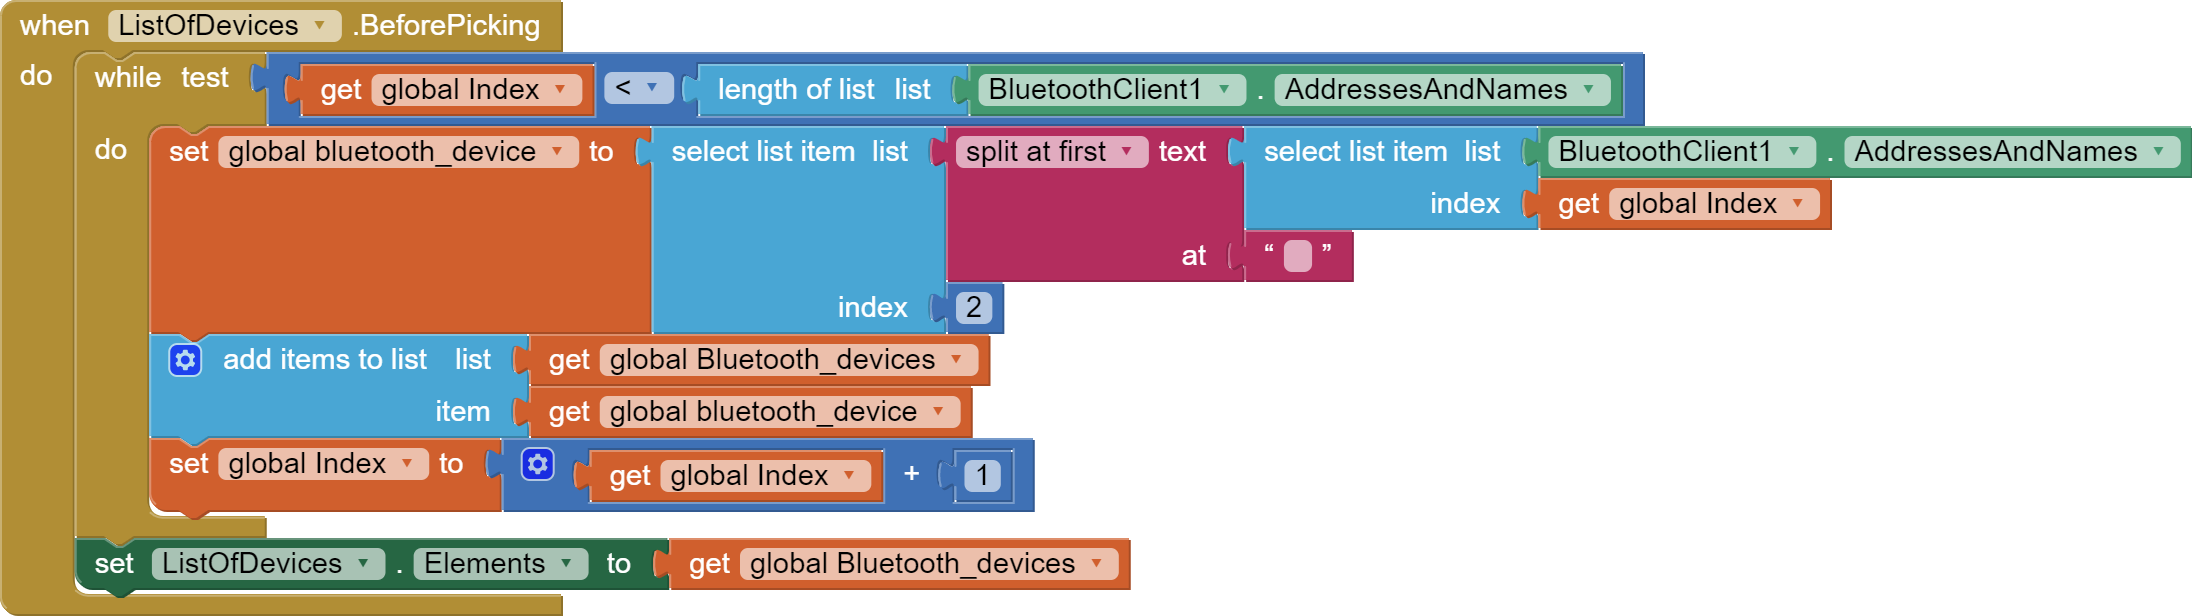 when ListOfDevices .BeforePicking
do while test get global Index < length of list list BluetoothClient1 . AddressesAndNames
do set global bluetooth_device to select list item list split at first text select list item list BluetoothClient1 . AddressesAndNames
index get global Index
at “ ”
index 2
add items to list list get global Bluetooth_devices
item get global bluetooth_device
set global Index to get global Index + 1
set ListOfDevices . Elements to get global Bluetooth_devices